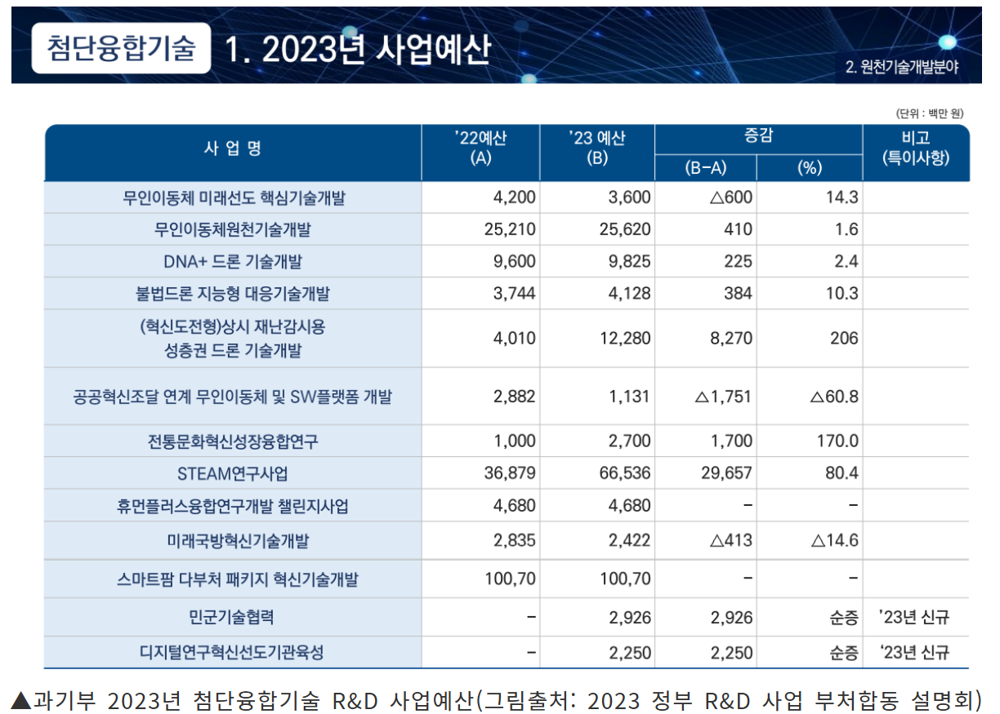 첨단융합기술 1. 2023년 사업예산
2. 원천기술개발분야
(단위 : 백만 원)
사 업 명 ’22예산 (A) ’23 예산 (B) 증감 (B-A) (%) 비고 (특이사항)
무인이동체 미래선도 핵심기술개발 4,200 3,600 △600 14.3
무인이동체원천기술개발 25,210 25,620 410 1.6
DNA+ 드론 기술개발 9,600 9,825 225 2.4
불법드론 지능형 대응기술개발 3,744 4,128 384 10.3
(혁신도전형)상시 재난감시용
성층권 드론 기술개발 4,010 12,280 8,270 206
공공혁신조달 연계 무인이동체 및 SW플랫폼 개발 2,882 1,131 △1,751 △60.8
전통문화혁신성장융합연구 1,000 2,700 1,700 170.0
STEAM연구사업 36,879 66,536 29,657 80.4
휴먼플러스융합연구개발 챌린지사업 4,680 4,680 – –
미래국방혁신기술개발 2,835 2,422 △413 △14.6
스마트팜 다부처 패키지 혁신기술개발 100,70 100,70 – –
민군기술협력 – 2,926 2,926 순증 ’23년 신규
디지털연구혁신선도기관육성 – 2,250 2,250 순증 ‘23년 신규
▲과기부 2023년 첨단융합기술 R&D 사업예산(그림출처: 2023 정부 R&D 사업 부처합동 설명회)